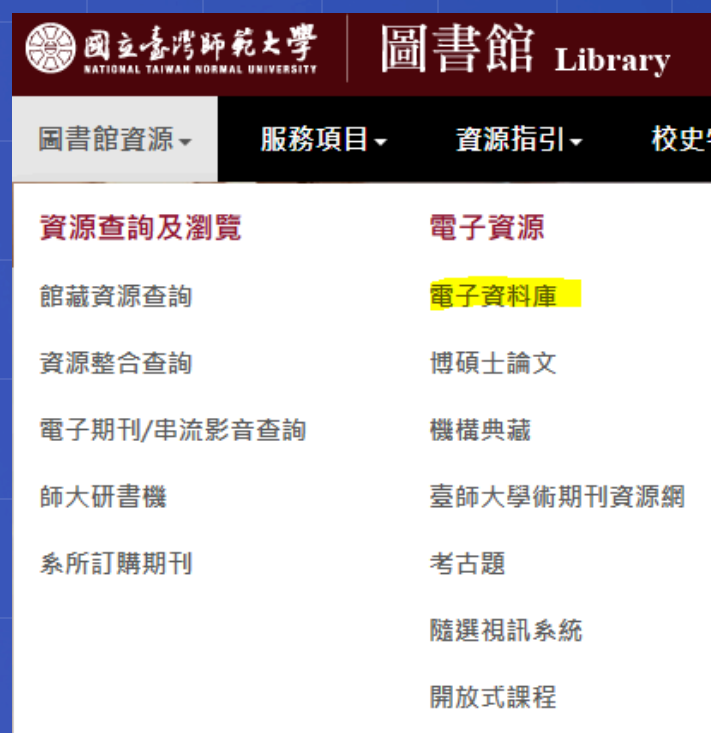 國立臺灣師範大學
NATIONAL TAIWAN NORMAL UNIVERSITY
圖書館 Library
圖書館資源 服務項目 資源指引 校史
資源查詢及瀏覽
館藏資源查詢
資源整合查詢
電子期刊/串流影音查詢
師大研書機
系所訂購期刊
電子資源
電子資料庫
博碩士論文
機構典藏
臺師大學術期刊資源網
考古題
隨選視訊系統
開放式課程